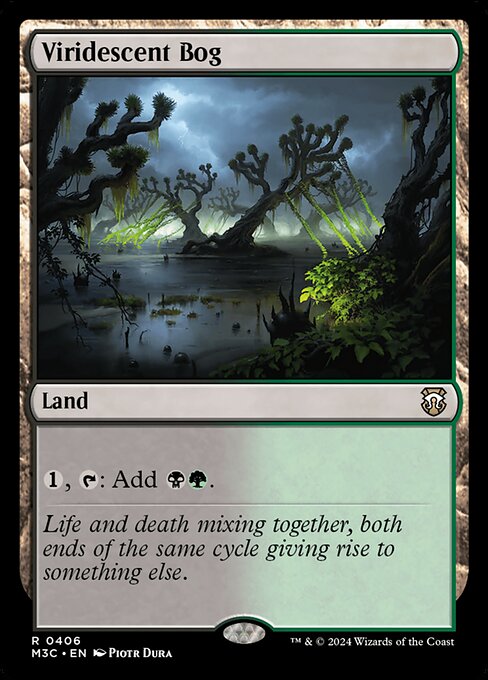 Viridescent Bog
Land
1, : Add .
Life and death mixing together, both
ends of the same cycle giving rise to
something else.
R 0406
M3C • EN Piotr Dura
™ & © 2024 Wizards of the Coast